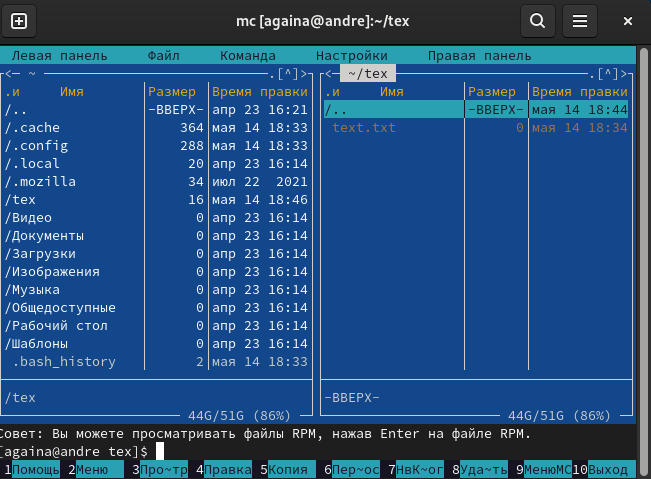 mc [againa@andre]:~/tex
Левая панель Файл Команда Настройки Правая панель
<— ~ .[^]> <— ~/tex .[^]>
.и Имя Размер Время правки .и Имя Размер Время правки
/.. -ВВЕРХ- апр 23 16:21 /.. -ВВЕРХ- мая 14 18:44
/.cache 364 мая 14 18:33 text.txt 0 мая 14 18:34
/.config 288 мая 14 18:33
/.local 20 апр 23 16:14
/.mozilla 34 июл 22 2021
/tex 16 мая 14 18:46
/Видео 0 апр 23 16:14
/Документы 0 апр 23 16:14
/Загрузки 0 апр 23 16:14
/Изображения 0 апр 23 16:14
/Музыка 0 апр 23 16:14
/Общедоступные 0 апр 23 16:14
/Рабочий стол 0 апр 23 16:14
/Шаблоны 0 апр 23 16:14
.bash_history 2 мая 14 18:33
/tex -ВВЕРХ-
44G/51G (86%) 44G/51G (86%)
Совет: Вы можете просматривать файлы RPM, нажав Enter на файле RPM.
[againa@andre tex]$
1Помощь 2Меню 3Про~тр 4Правка 5Копия 6Пер~ос 7НвК~ог 8Уда~ть 9МенюМС 10Выход